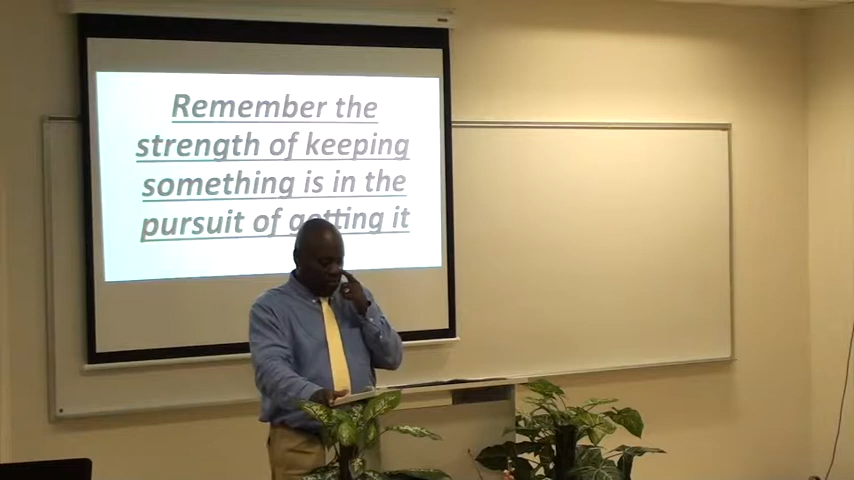 Remember the
strength of keeping
something is in the
pursuit of getting it